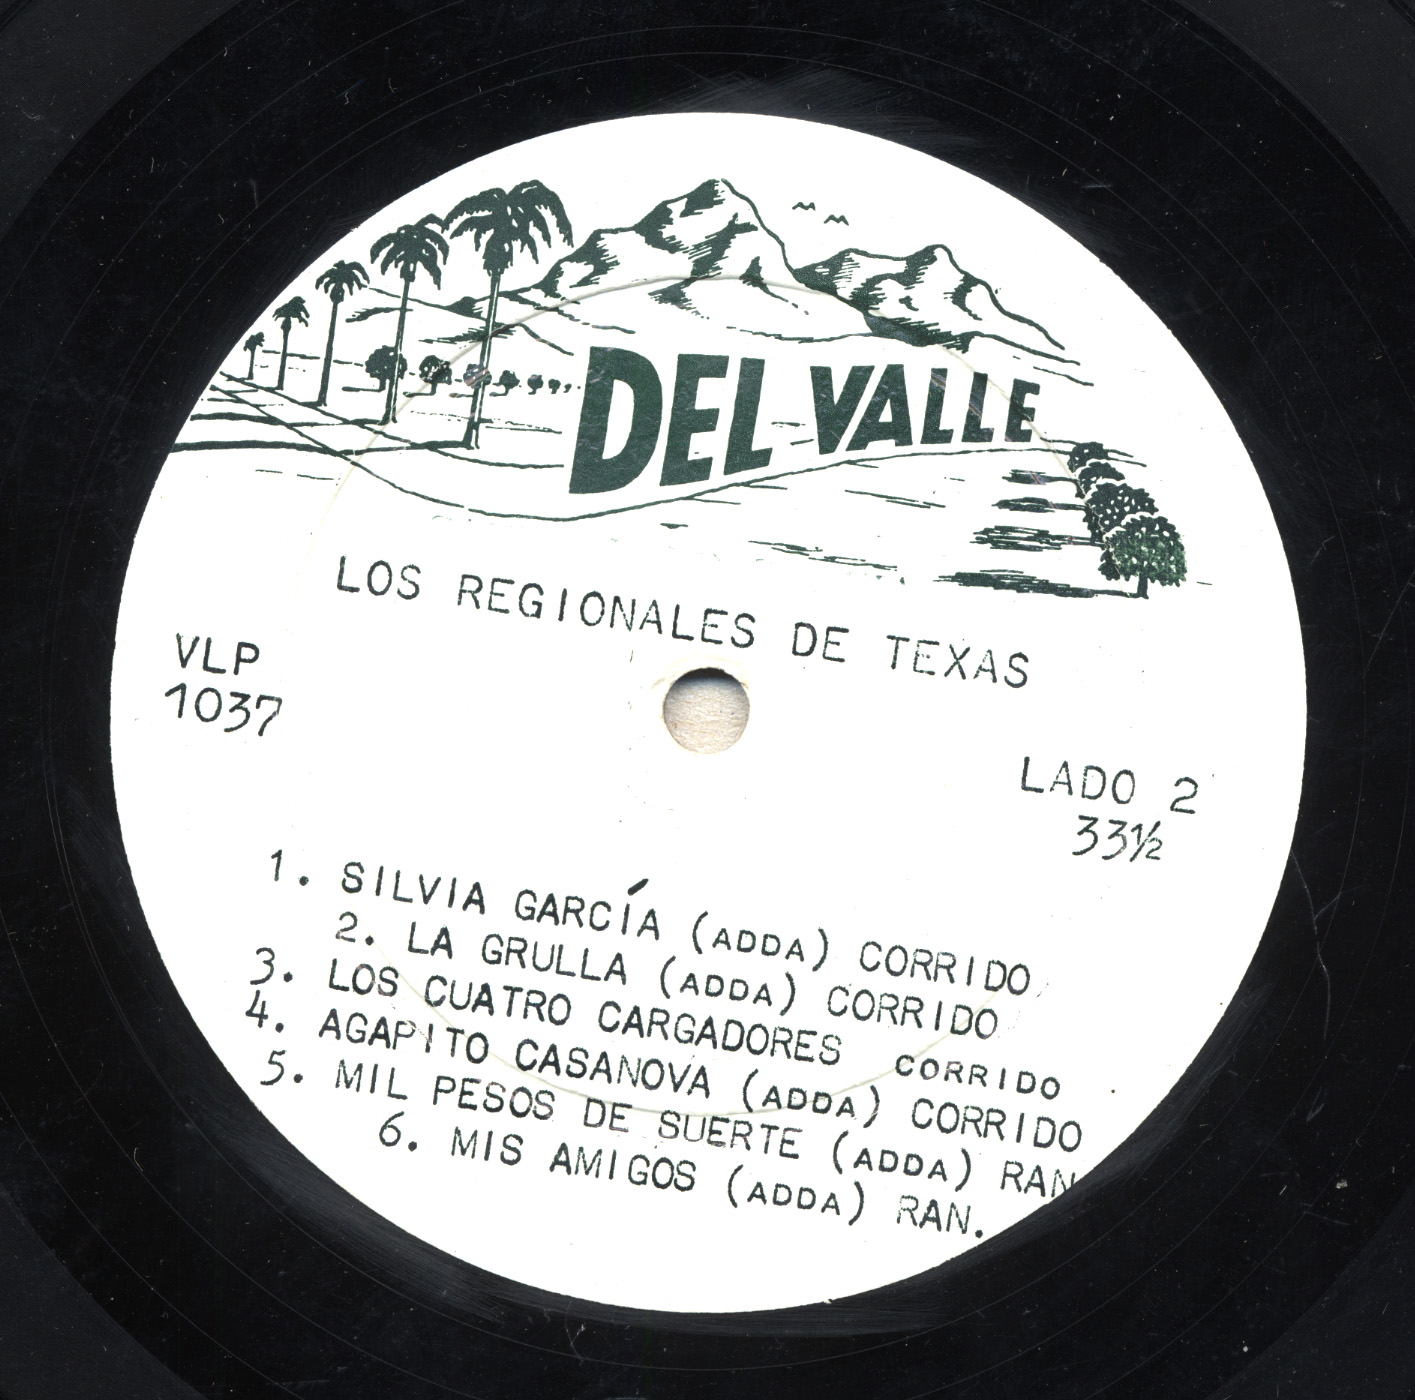 DEL VALLE
LOS REGIONALES DE TEXAS
VLP
1037
LADO 2
33½
1. SILVIA GARCÍA (ADDA) CORRIDO
2. LA GRULLA (ADDA) CORRIDO
3. LOS CUATRO CARGADORES CORRIDO
4. AGAPITO CASANOVA (ADDA) CORRIDO
5. MIL PESOS DE SUERTE (ADDA) RAN
6. MIS AMIGOS (ADDA) RAN.